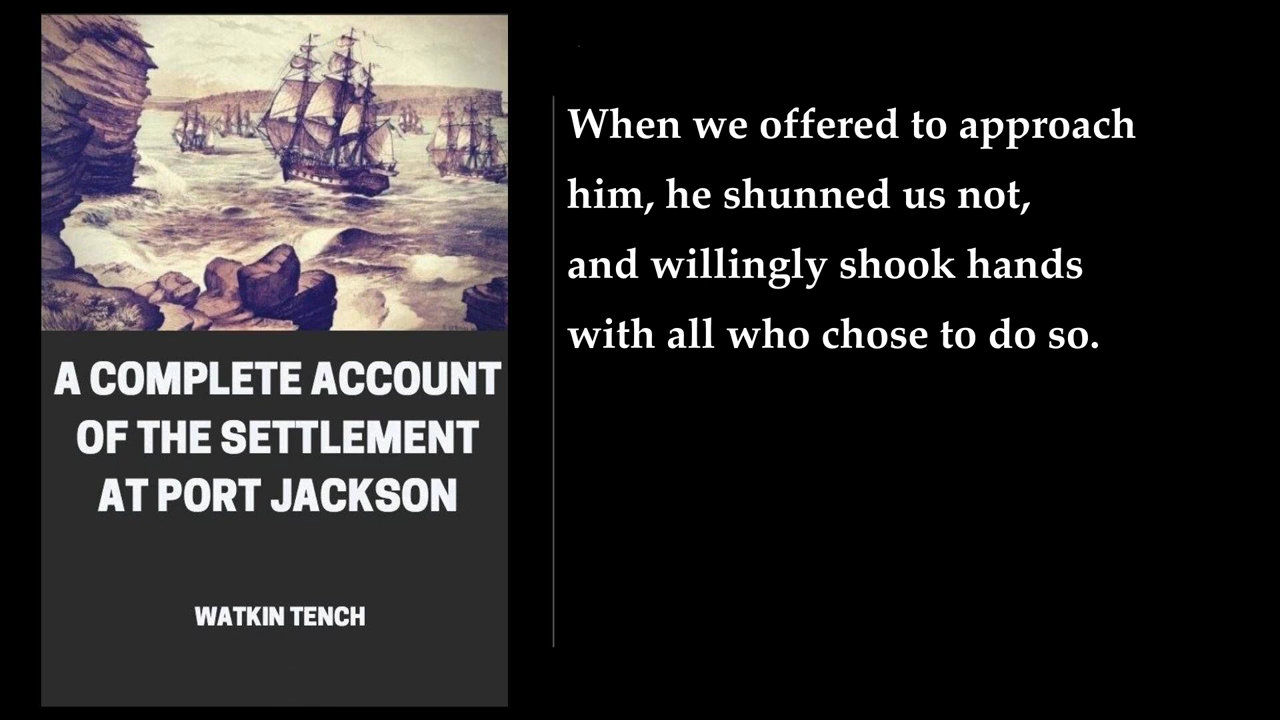 A COMPLETE ACCOUNT
OF THE SETTLEMENT
AT PORT JACKSON
WATKIN TENCH
When we offered to approach
him, he shunned us not,
and willingly shook hands
with all who chose to do so.